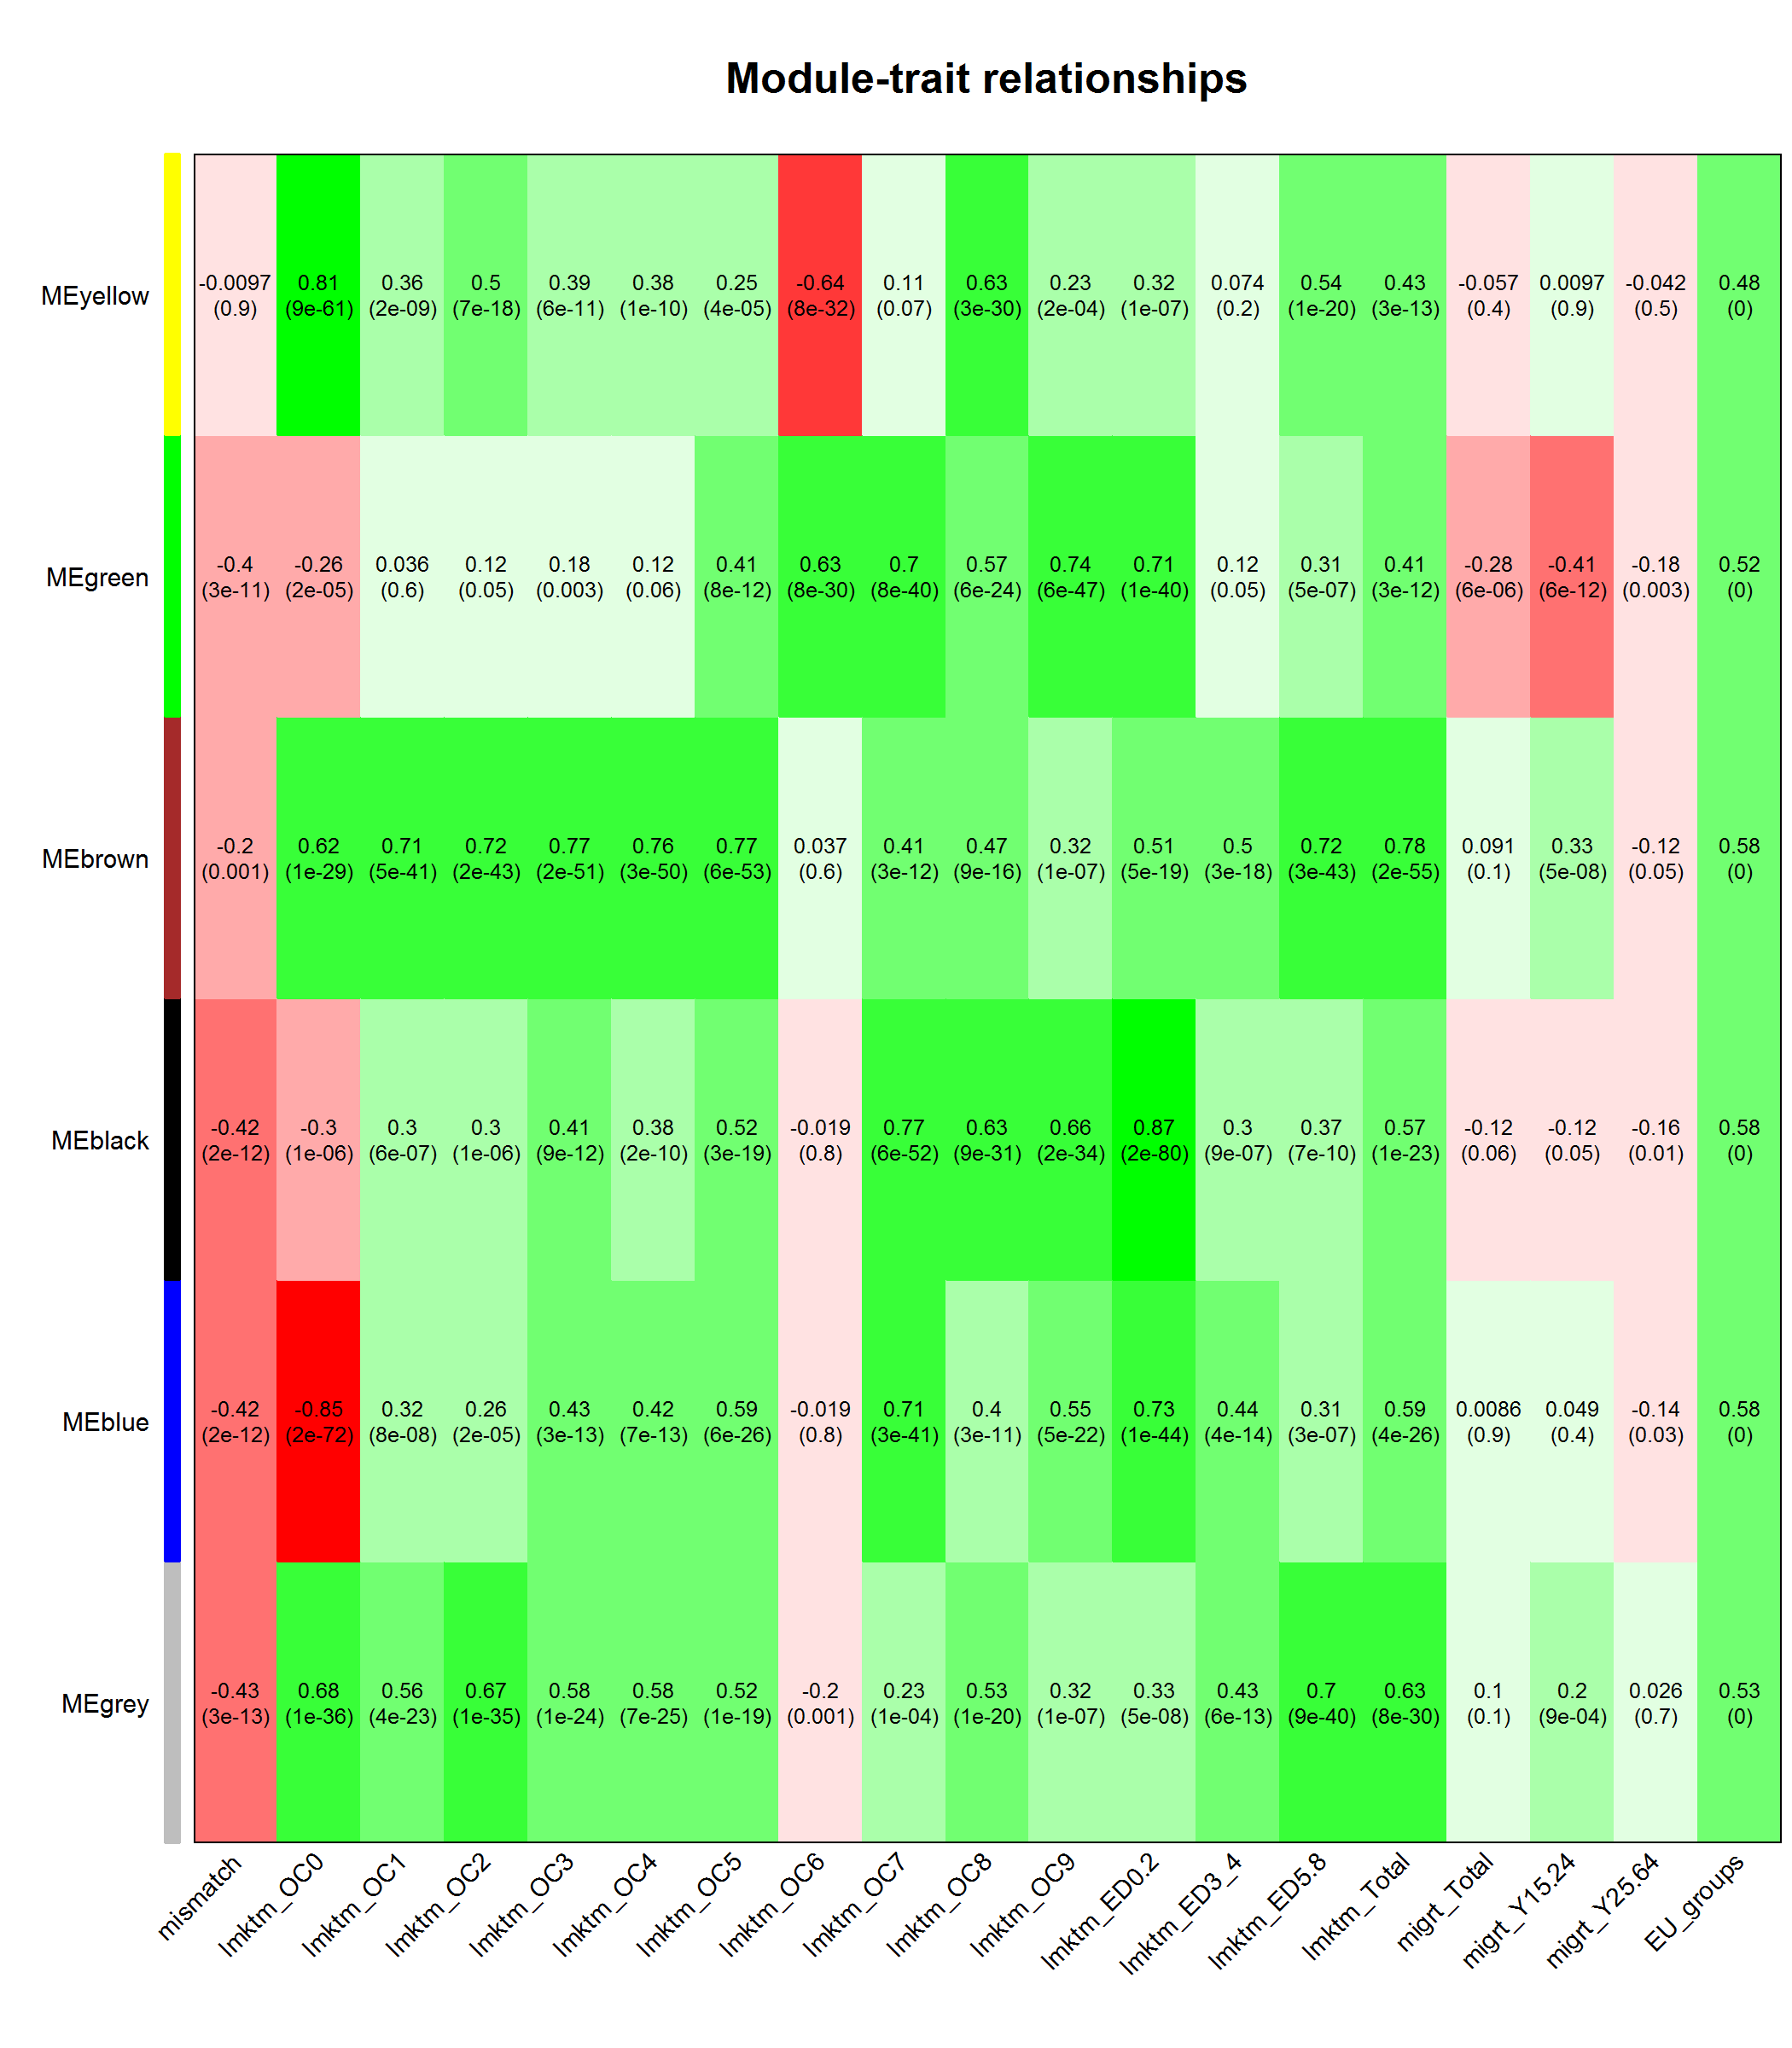 Module-trait relationships
MEyellow
-0.0097 0.81 0.36 0.5 0.39 0.38 0.25 -0.64 0.11 0.63 0.23 0.32 0.074 0.54 0.43 -0.057 0.0097 -0.042 0.48
(0.9) (9e-61) (2e-09) (7e-18) (6e-11) (1e-10) (4e-05) (8e-32) (0.07) (3e-30) (2e-04) (1e-07) (0.2) (1e-20) (3e-13) (0.4) (0.9) (0.5) (0)
MEgreen
-0.4 -0.26 0.036 0.12 0.18 0.12 0.41 0.63 0.7 0.57 0.74 0.71 0.12 0.31 0.41 -0.28 -0.41 -0.18 0.52
(3e-11) (2e-05) (0.6) (0.05) (0.003) (0.06) (8e-12) (8e-30) (8e-40) (6e-24) (6e-47) (1e-40) (0.05) (5e-07) (3e-12) (6e-06) (6e-12) (0.003) (0)
MEbrown
-0.2 0.62 0.71 0.72 0.77 0.76 0.77 0.037 0.41 0.47 0.32 0.51 0.5 0.72 0.78 0.091 0.33 -0.12 0.58
(0.001) (1e-29) (5e-41) (2e-43) (2e-51) (3e-50) (6e-53) (0.6) (3e-12) (9e-16) (1e-07) (5e-19) (3e-18) (3e-43) (2e-55) (0.1) (5e-08) (0.05) (0)
MEblack
-0.42 -0.3 0.3 0.3 0.41 0.38 0.52 -0.019 0.77 0.63 0.66 0.87 0.3 0.37 0.57 -0.12 -0.12 -0.16 0.58
(2e-12) (1e-06) (6e-07) (1e-06) (9e-12) (2e-10) (3e-19) (0.8) (6e-52) (9e-31) (2e-34) (2e-80) (9e-07) (7e-10) (1e-23) (0.06) (0.05) (0.01) (0)
MEblue
-0.42 -0.85 0.32 0.26 0.43 0.42 0.59 -0.019 0.71 0.4 0.55 0.73 0.44 0.31 0.59 0.0086 0.049 -0.14 0.58
(2e-12) (2e-72) (8e-08) (2e-05) (3e-13) (7e-13) (6e-26) (0.8) (3e-41) (3e-11) (5e-22) (1e-44) (4e-14) (3e-07) (4e-26) (0.9) (0.4) (0.03) (0)
MEgrey
-0.43 0.68 0.56 0.67 0.58 0.58 0.52 -0.2 0.23 0.53 0.32 0.33 0.43 0.7 0.63 0.1 0.2 0.026 0.53
(3e-13) (1e-36) (4e-23) (1e-35) (1e-24) (7e-25) (1e-19) (0.001) (1e-04) (1e-20) (1e-07) (5e-08) (6e-13) (9e-40) (8e-30) (0.1) (9e-04) (0.7) (0)
mismatch
lmktm_OC0
lmktm_OC1
lmktm_OC2
lmktm_OC3
lmktm_OC4
lmktm_OC5
lmktm_OC6
lmktm_OC7
lmktm_OC8
lmktm_OC9
lmktm_ED0.2
lmktm_ED3_4
lmktm_ED5.8
lmktm_Total
migrt_Total
migrt_Y15.24
migrt_Y25.64
EU_groups